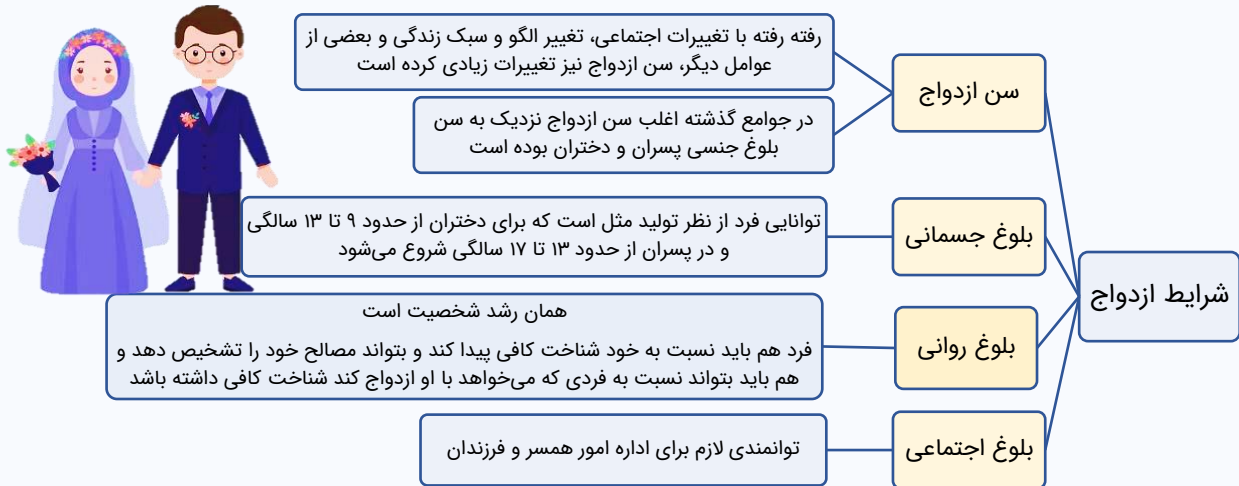 شرایط ازدواج
سن ازدواج
رفته رفته با تغییرات اجتماعی، تغییر الگو و سبک زندگی و بعضی از
عوامل دیگر، سن ازدواج نیز تغییرات زیادی کرده است
در جوامع گذشته اغلب سن ازدواج نزدیک به سن
بلوغ جنسی پسران و دختران بوده است
بلوغ جسمانی
توانایی فرد از نظر تولید مثل است که برای دختران از حدود ۹ تا ۱۳ سالگی
و در پسران از حدود ۱۳ تا ۱۷ سالگی شروع می‌شود
بلوغ روانی
همان رشد شخصیت است
فرد هم باید نسبت به خود شناخت کافی پیدا کند و بتواند مصالح خود را تشخیص دهد و
هم باید بتواند نسبت به فردی که می‌خواهد با او ازدواج کند شناخت کافی داشته باشد
بلوغ اجتماعی
توانمندی لازم برای اداره امور همسر و فرزندان